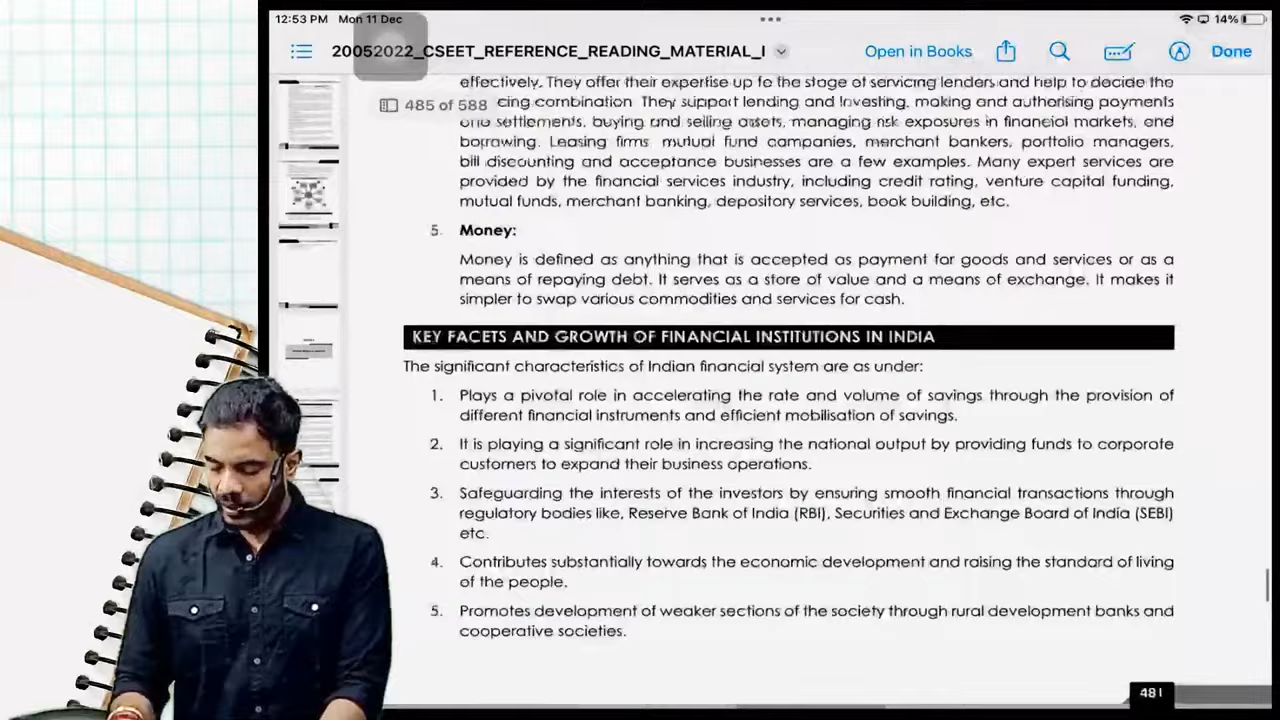 12:53 PM Mon 11 Dec
14%
20052022_CSEET_REFERENCE_READING_MATERIAL_I
Open in Books
Done
485 of 588
effectively. They offer their expertise up to the stage of servicing lenders and help to decide the
cing combination. They support lending and Investing, making and authorising payments
and settlements, buying and selling assets, managing risk exposures in financial markets, and
borrowing. Leasing firms mutual fund companies, merchant bankers, portfolio managers,
bill discounting and acceptance businesses are a few examples. Many expert services are
provided by the financial services industry, including credit rating, venture capital funding,
mutual funds, merchant banking, depository services, book building, etc.
5. Money:
Money is defined as anything that is accepted as payment for goods and services or as a
means of repaying debt. It serves as a store of value and a means of exchange. It makes it
simpler to swap various commodities and services for cash.
KEY FACETS AND GROWTH OF FINANCIAL INSTITUTIONS IN INDIA
The significant characteristics of Indian financial system are as under:
1. Plays a pivotal role in accelerating the rate and volume of savings through the provision of
different financial instruments and efficient mobilisation of savings.
2. It is playing a significant role in increasing the national output by providing funds to corporate
customers to expand their business operations.
3. Safeguarding the interests of the investors by ensuring smooth financial transactions through
regulatory bodies like, Reserve Bank of India (RBI), Securities and Exchange Board of India (SEBI)
etc.
4. Contributes substantially towards the economic development and raising the standard of living
of the people.
5. Promotes development of weaker sections of the society through rural development banks and
cooperative societies.
481